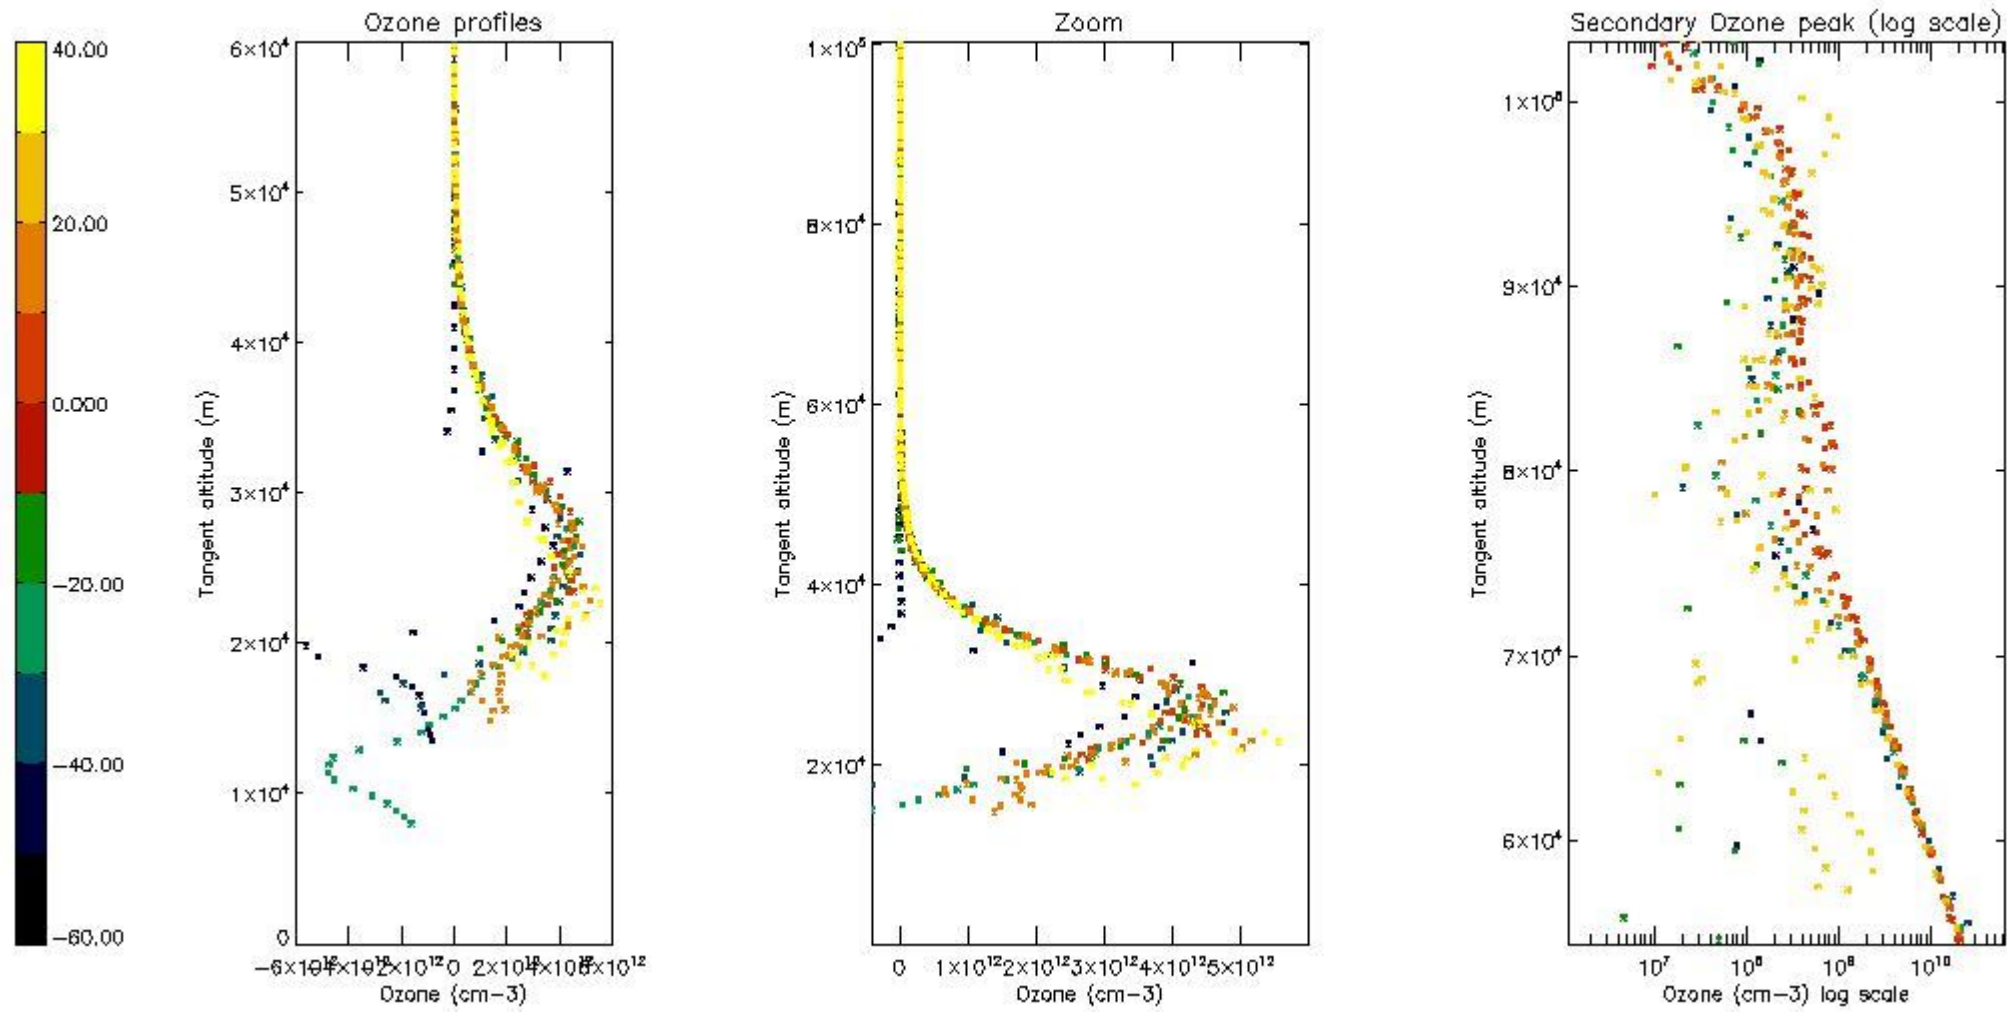 Ozone profiles
Zoom
Secondary Ozone peak (log scale)
40.00
20.00
0.000
−20.00
−40.00
−60.00
6×10⁴
5×10⁴
4×10⁴
3×10⁴
2×10⁴
1×10⁴
0
Tangent altitude (m)
0
Ozone (cm−3)
1×10⁵
8×10⁴
6×10⁴
4×10⁴
2×10⁴
Tangent altitude (m)
0 1×10¹² 2×10¹² 3×10¹² 4×10¹² 5×10¹²
Ozone (cm−3)
9×10⁴
8×10⁴
7×10⁴
6×10⁴
Tangent altitude (m)
10⁷ 10⁸ 10⁹ 10¹⁰
Ozone (cm−3) log scale